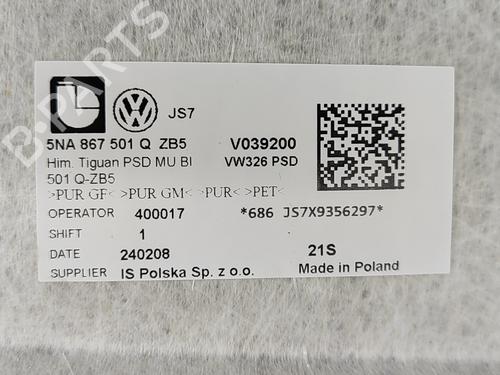 JS7
5NA 867 501 Q ZB5 V039200
Him. Tiguan PSD MU BI VW326 PSD
501 Q-ZB5
>PUR GF< >PUR GM< >PUR< >PET<
OPERATOR 400017 *686 JS7X9356297*
SHIFT 1
DATE 240208 21S
SUPPLIER IS Polska Sp. z o.o. Made in Poland
B-PARTS